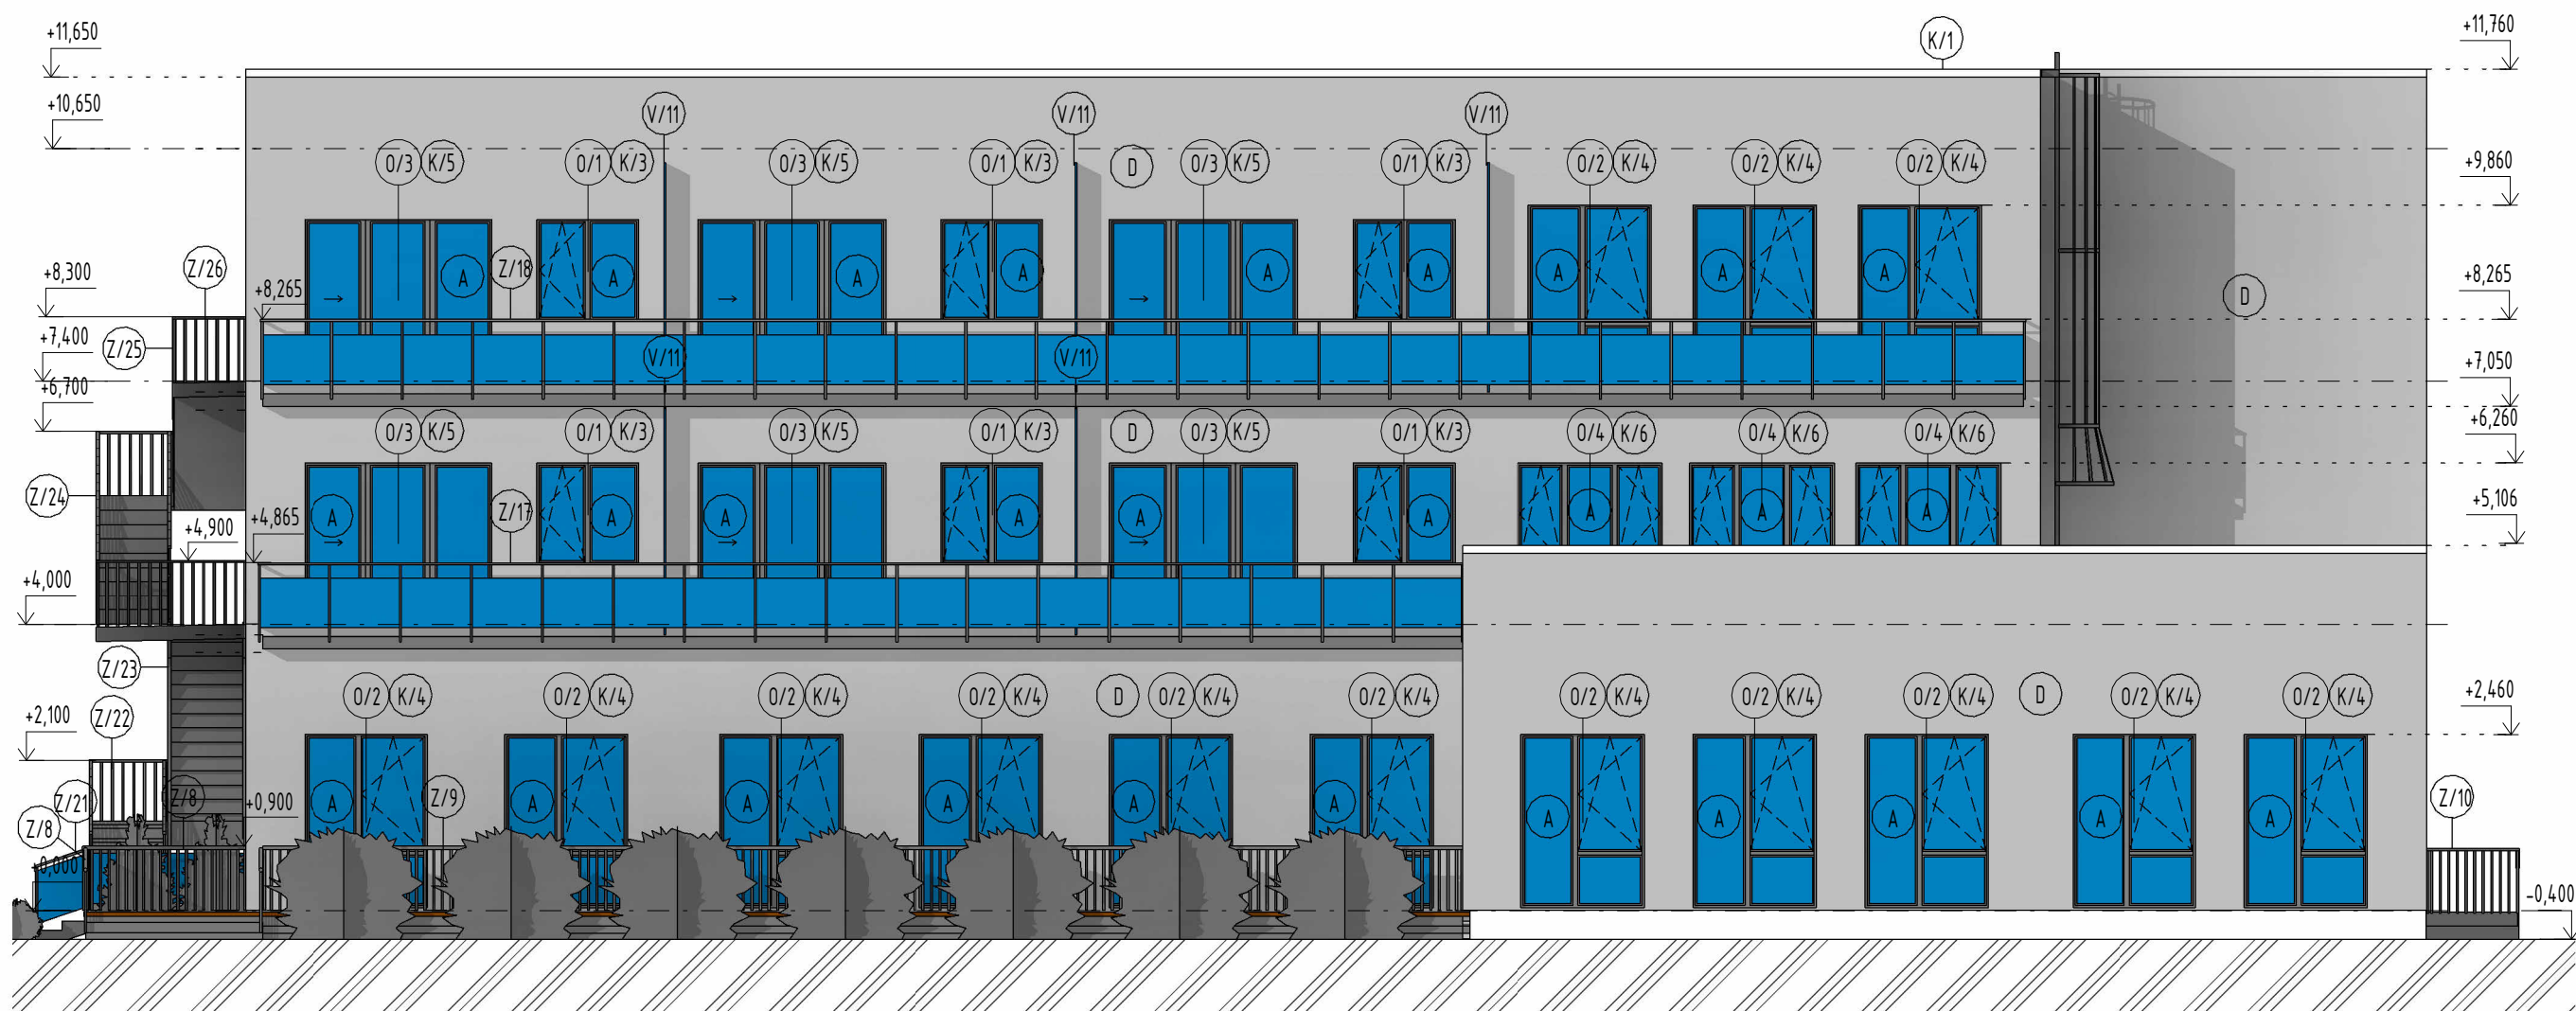 +11,650
K/1
+11,760
+10,650
V/11 V/11 V/11
O/3 K/5 O/1 K/3 O/3 K/5 O/1 K/3 D O/3 K/5 O/1 K/3 O/2 K/4 O/2 K/4 O/2 K/4
+9,860
+8,300 Z/26 A Z/18 A A A A A A A A +8,265
+8,265 D
+7,400 Z/25 V/11 V/11
+7,050
+6,700
O/3 K/5 O/1 K/3 O/3 K/5 O/1 K/3 D O/3 K/5 O/1 K/3 O/4 K/6 O/4 K/6 O/4 K/6
+6,260
Z/24 +4,900 +4,865 A Z/17 A A A A A A A A +5,106
+4,000
Z/23
O/2 K/4 O/2 K/4 O/2 K/4 O/2 K/4 D O/2 K/4 O/2 K/4 O/2 K/4 O/2 K/4 O/2 K/4 D O/2 K/4 O/2 K/4
+2,460
+2,100 Z/22
Z/21 Z/8 +0,900 A Z/9 A A A A A A A A A A Z/10
Z/8
±0,000
-0,400